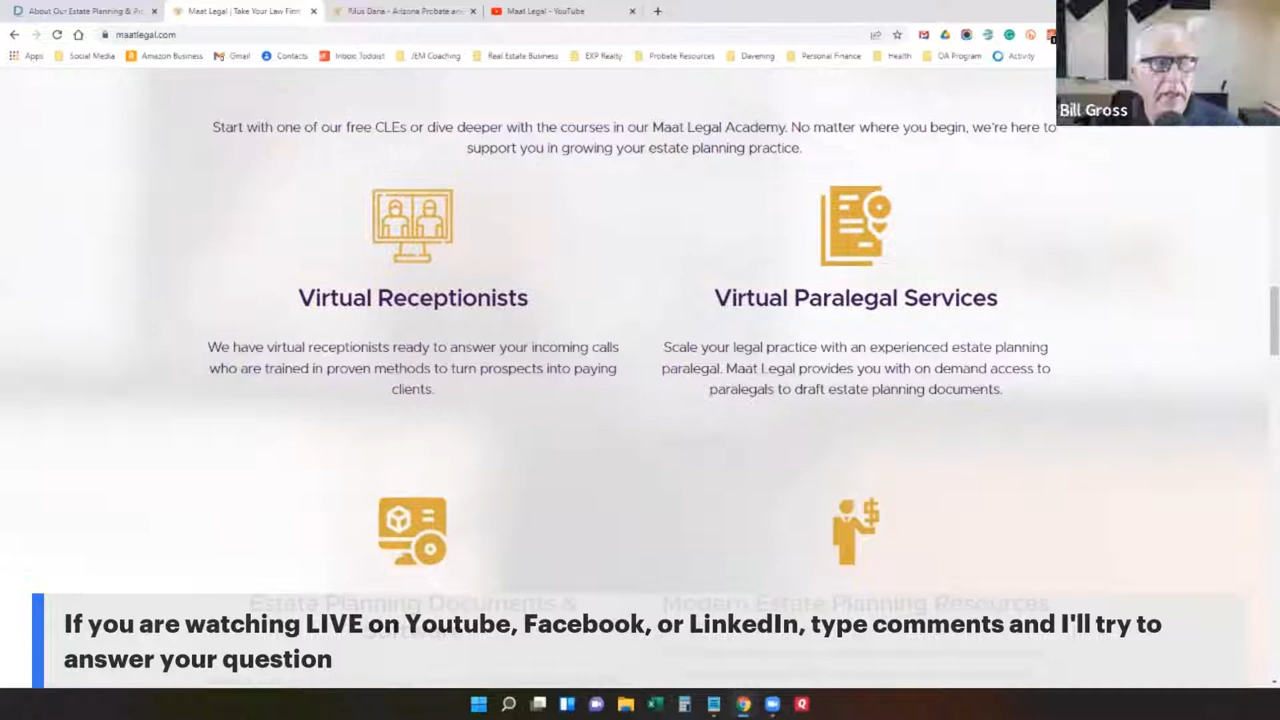 About Our Estate Planning & Pr
Maat Legal | Take Your Law Firm
Rilus Dana - Arizona Probate an
Maat Legal - YouTube
maatlegal.com
Apps
Social Media
Amazon Business
Gmail
Contacts
Inbox Todoist
JEM Coaching
Real Estate Business
EXP Realty
Probate Resources
Davening
Personal Finance
Health
OA Program
Activity
Bill Gross
Start with one of our free CLEs or dive deeper with the courses in our Maat Legal Academy. No matter where you begin, we're here to
support you in growing your estate planning practice.
Virtual Receptionists
We have virtual receptionists ready to answer your incoming calls
who are trained in proven methods to turn prospects into paying
clients.
Virtual Paralegal Services
Scale your legal practice with an experienced estate planning
paralegal. Maat Legal provides you with on demand access to
paralegals to draft estate planning documents.
Estate Planning Documents &
Modern Estate Planning Resources
If you are watching LIVE on Youtube, Facebook, or LinkedIn, type comments and I'll try to
answer your question